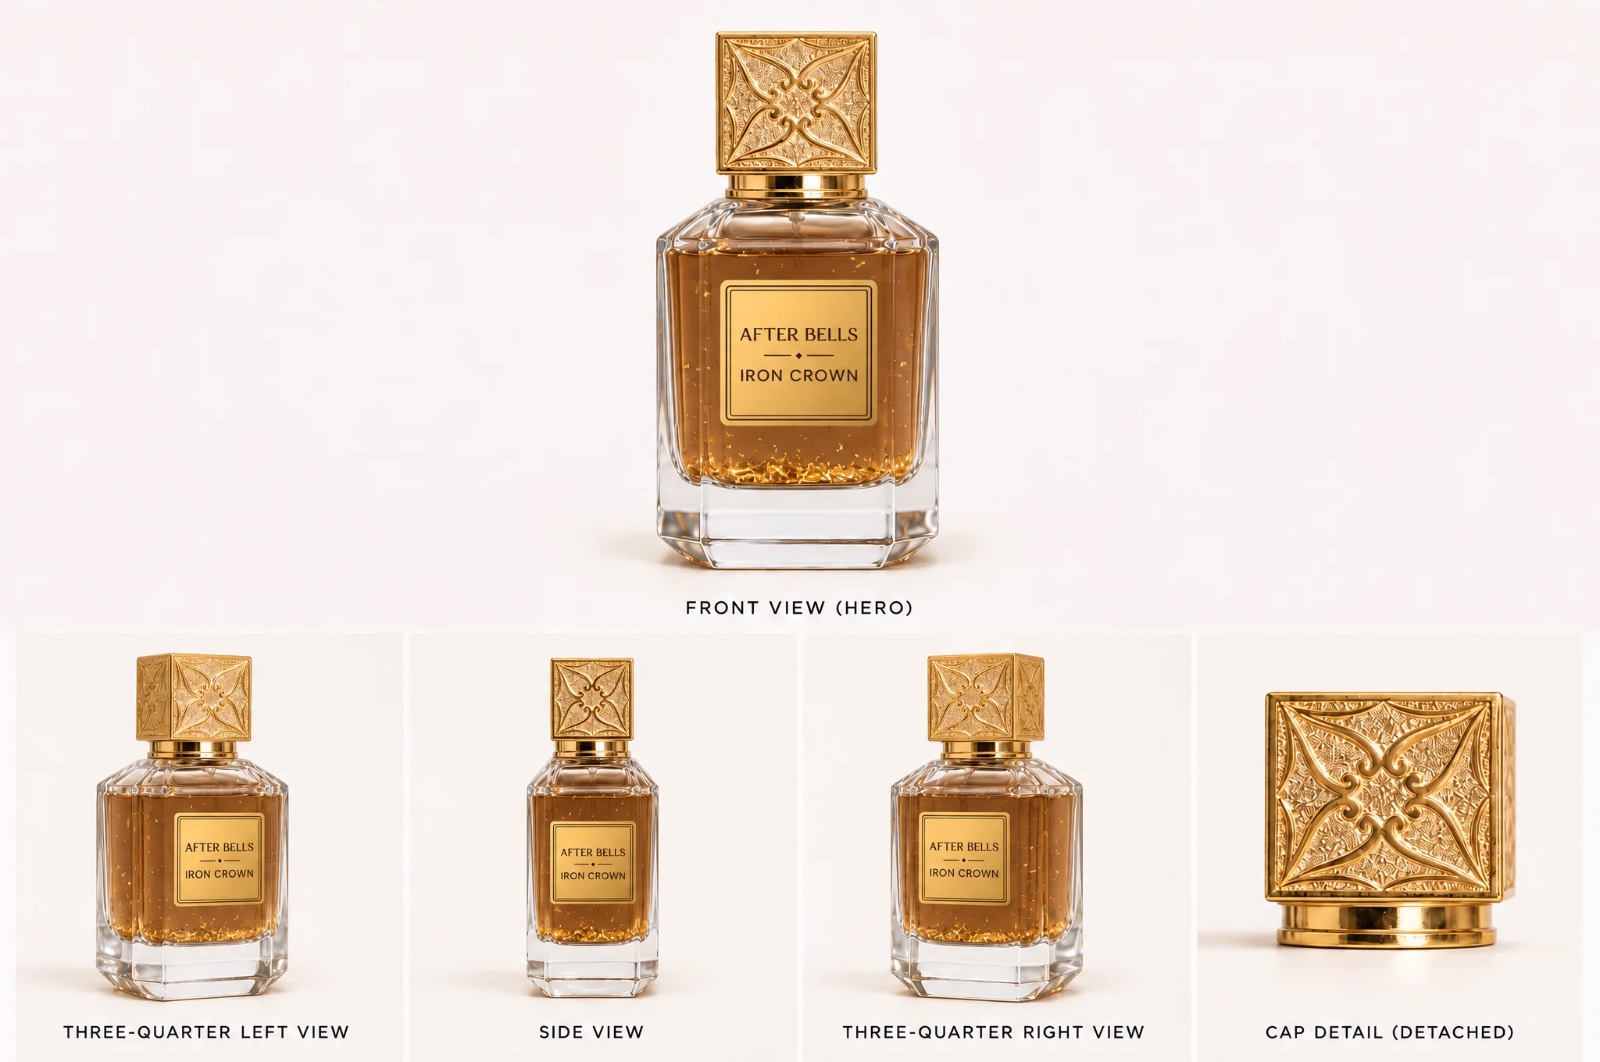 AFTER BELLS
IRON CROWN
FRONT VIEW (HERO)
AFTER BELLS
IRON CROWN
THREE-QUARTER LEFT VIEW
AFTER BELLS
IRON CROWN
SIDE VIEW
AFTER BELLS
IRON CROWN
THREE-QUARTER RIGHT VIEW
CAP DETAIL (DETACHED)